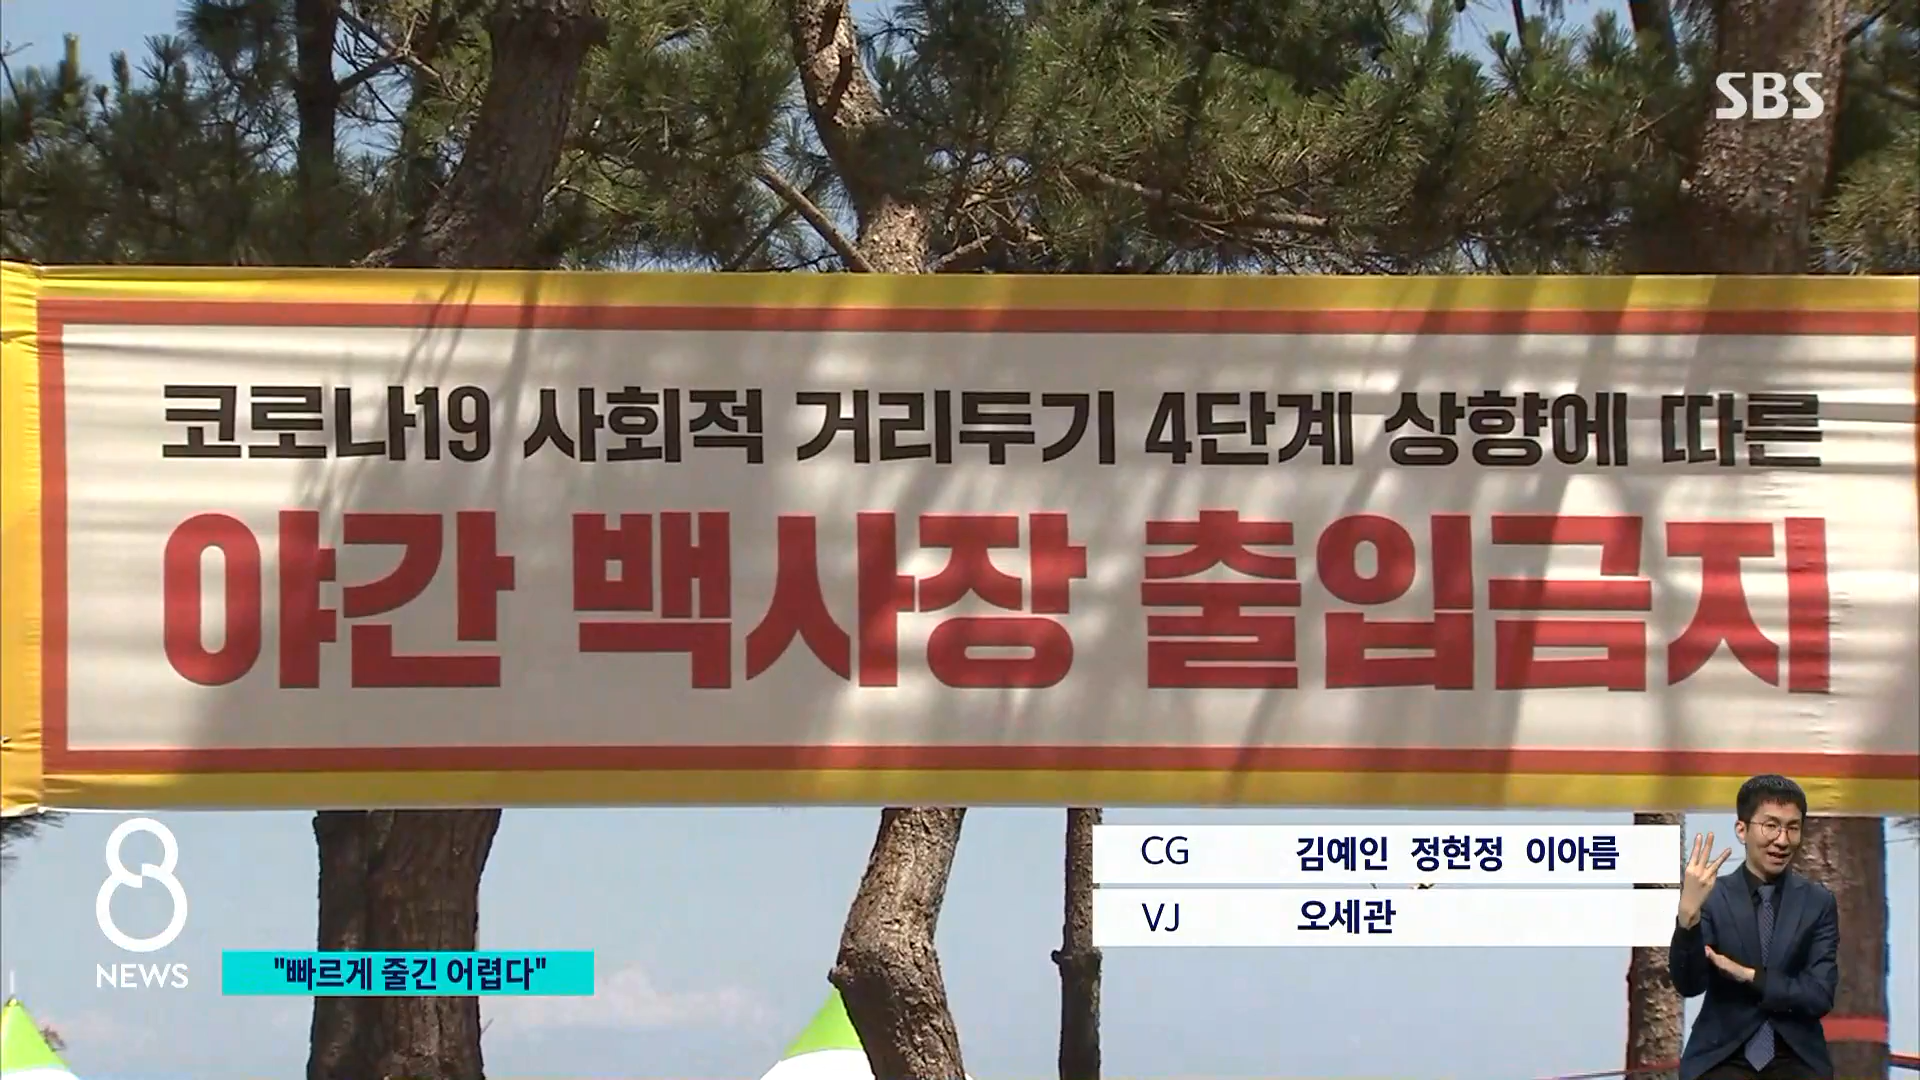 SBS
코로나19 사회적 거리두기 4단계 상향에 따른
야간 백사장 출입금지
CG 김예인 정현정 이아름
VJ 오세관
8
NEWS
"빠르게 줄긴 어렵다"